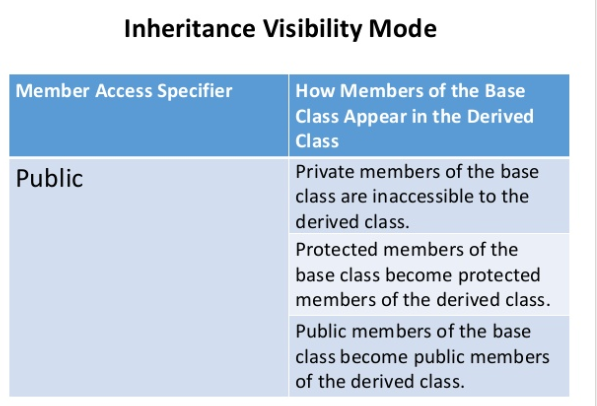 Inheritance Visibility Mode
Member Access Specifier
How Members of the Base
Class Appear in the Derived
Class
Public
Private members of the base
class are inaccessible to the
derived class.
Protected members of the
base class become protected
members of the derived class.
Public members of the base
class become public members
of the derived class.